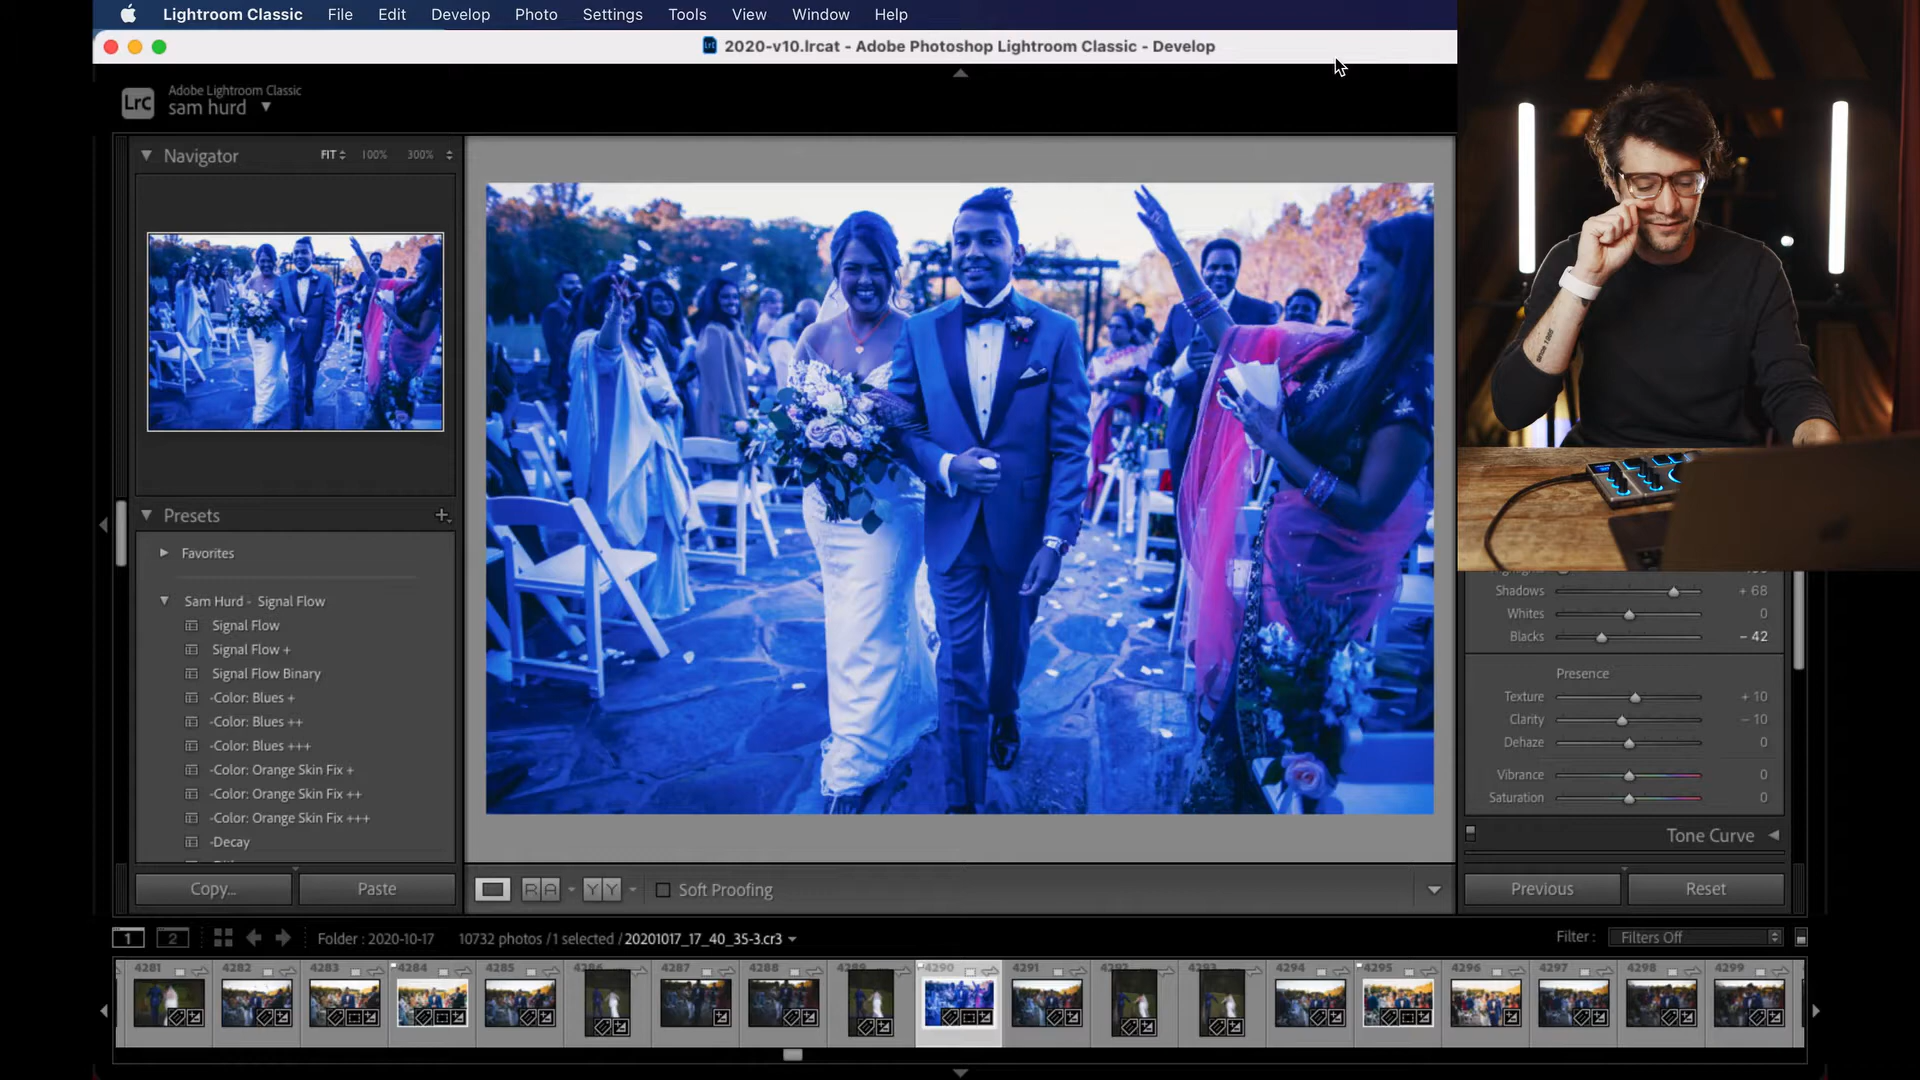 Lightroom Classic File Edit Develop Photo Settings Tools View Window Help
2020-v10.lrcat - Adobe Photoshop Lightroom Classic - Develop
LrC
Adobe Lightroom Classic
sam hurd
Navigator FIT 100% 300%
Presets
Favorites
Sam Hurd - Signal Flow
Signal Flow
Signal Flow +
Signal Flow Binary
-Color: Blues +
-Color: Blues ++
-Color: Blues +++
-Color: Orange Skin Fix +
-Color: Orange Skin Fix ++
-Color: Orange Skin Fix +++
-Decay
Copy... Paste
R A Y Y Soft Proofing
Shadows + 68
Whites 0
Blacks - 42
Presence
Texture + 10
Clarity - 10
Dehaze 0
Vibrance 0
Saturation 0
Tone Curve
Previous Reset
1 2 Folder : 2020-10-17 10732 photos / 1 selected / 20201017_17_40_35-3.cr3 Filter : Filters Off
4281 4282 4283 4284 4285 4286 4287 4288 4289 4290 4291 4292 4293 4294 4295 4296 4297 4298 4299